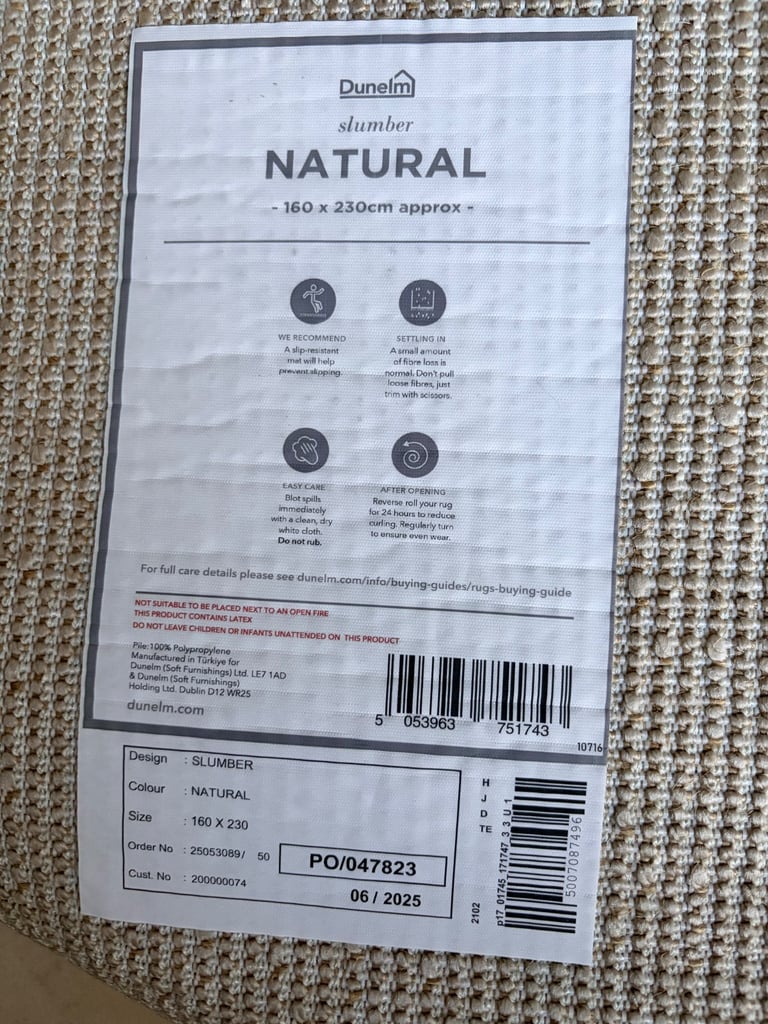 Dunelm
slumber
NATURAL
- 160 x 230cm approx -
WE RECOMMEND
A slip-resistant
mat will help
prevent slipping.
SETTLING IN
A small amount
of fibre loss is
normal. Don't pull
loose fibres, just
trim with scissors.
EASY CARE
Blot spills
immediately
with a clean, dry
white cloth.
Do not rub.
AFTER OPENING
Reverse roll your rug
for 24 hours to reduce
curling. Regularly turn
to ensure even wear.
For full care details please see dunelm.com/info/buying-guides/rugs-buying-guide
NOT SUITABLE TO BE PLACED NEXT TO AN OPEN FIRE
THIS PRODUCT CONTAINS LATEX
DO NOT LEAVE CHILDREN OR INFANTS UNATTENDED ON THIS PRODUCT
Pile:100% Polypropylene
Manufactured in Türkiye for
Dunelm (Soft Furnishings) Ltd. LE7 1AD
& Dunelm (Soft Furnishings)
Holding Ltd. Dublin D12 WR25
dunelm.com
5 053963 751743
10716
Design : SLUMBER
Colour : NATURAL
Size : 160 X 230
Order No : 25053089/ 50
Cust. No : 200000074
PO/047823
06 / 2025
H
J
D
TE
2102
p17_01745_171747_3 3 U 1
5007087496